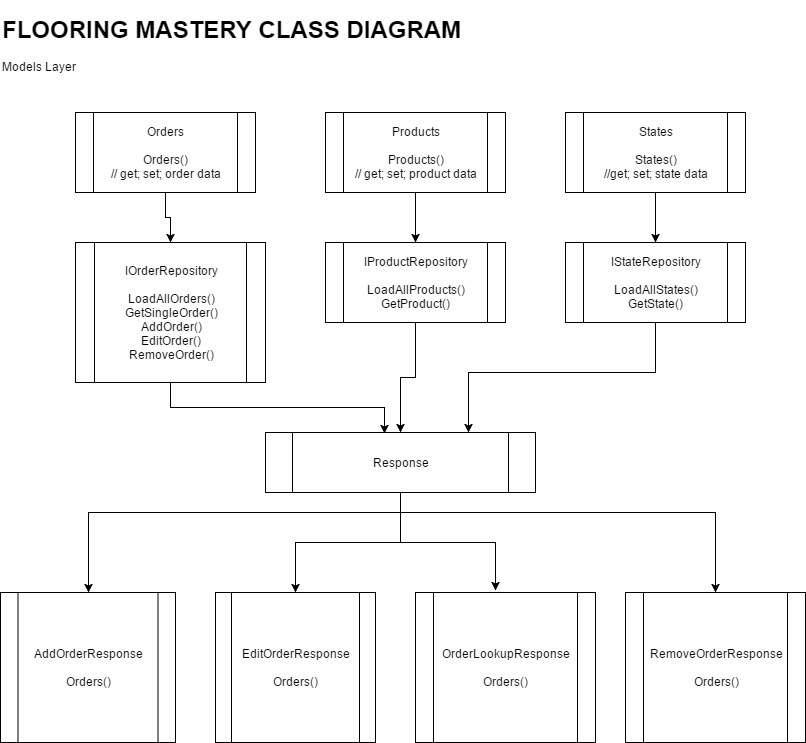 FLOORING MASTERY CLASS DIAGRAM
Models Layer
Orders
Orders()
// get; set; order data
Products
Products()
// get; set; product data
States
States()
//get; set; state data
IOrderRepository
LoadAllOrders()
GetSingleOrder()
AddOrder()
EditOrder()
RemoveOrder()
IProductRepository
LoadAllProducts()
GetProduct()
IStateRepository
LoadAllStates()
GetState()
Response
AddOrderResponse
Orders()
EditOrderResponse
Orders()
OrderLookupResponse
Orders()
RemoveOrderResponse
Orders()